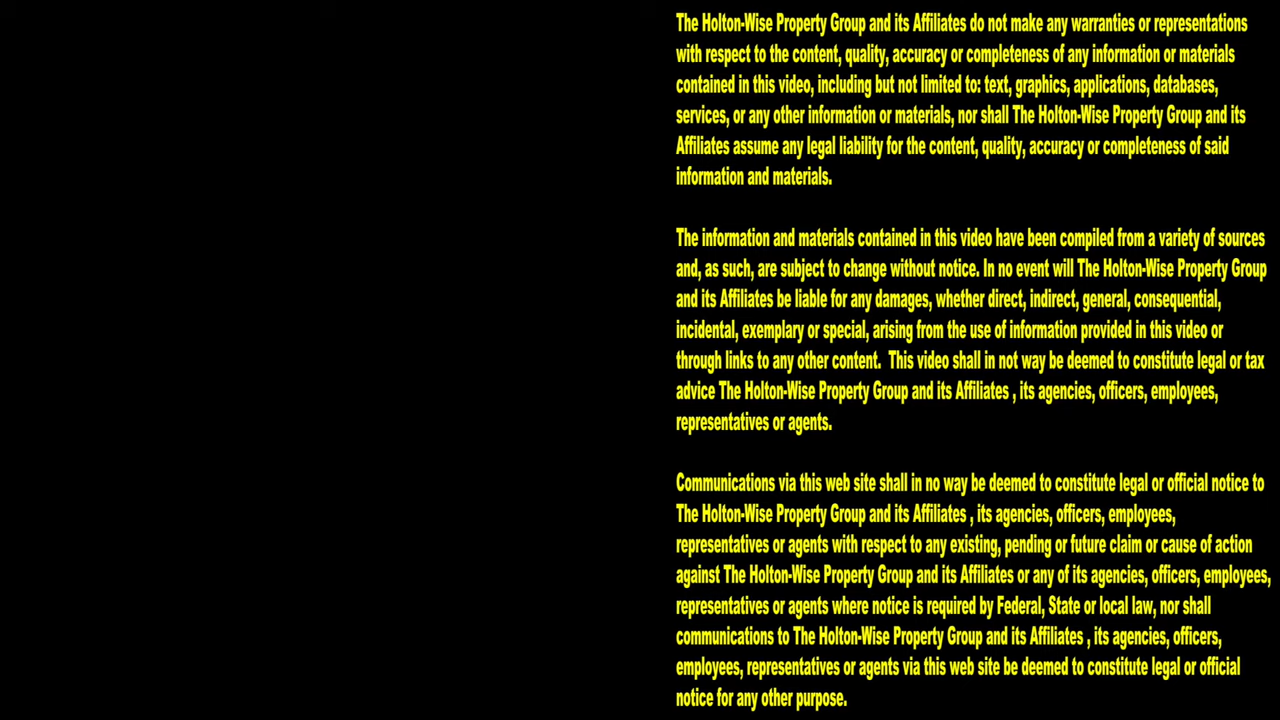 The Holton-Wise Property Group and its Affiliates do not make any warranties or representations
with respect to the content, quality, accuracy or completeness of any information or materials
contained in this video, including but not limited to: text, graphics, applications, databases,
services, or any other information or materials, nor shall The Holton-Wise Property Group and its
Affiliates assume any legal liability for the content, quality, accuracy or completeness of said
information and materials.
The information and materials contained in this video have been compiled from a variety of sources
and, as such, are subject to change without notice. In no event will The Holton-Wise Property Group
and its Affiliates be liable for any damages, whether direct, indirect, general, consequential,
incidental, exemplary or special, arising from the use of information provided in this video or
through links to any other content.  This video shall in not way be deemed to constitute legal or tax
advice The Holton-Wise Property Group and its Affiliates , its agencies, officers, employees,
representatives or agents.
Communications via this web site shall in no way be deemed to constitute legal or official notice to
The Holton-Wise Property Group and its Affiliates , its agencies, officers, employees,
representatives or agents with respect to any existing, pending or future claim or cause of action
against The Holton-Wise Property Group and its Affiliates or any of its agencies, officers, employees,
representatives or agents where notice is required by Federal, State or local law, nor shall
communications to The Holton-Wise Property Group and its Affiliates , its agencies, officers,
employees, representatives or agents via this web site be deemed to constitute legal or official
notice for any other purpose.